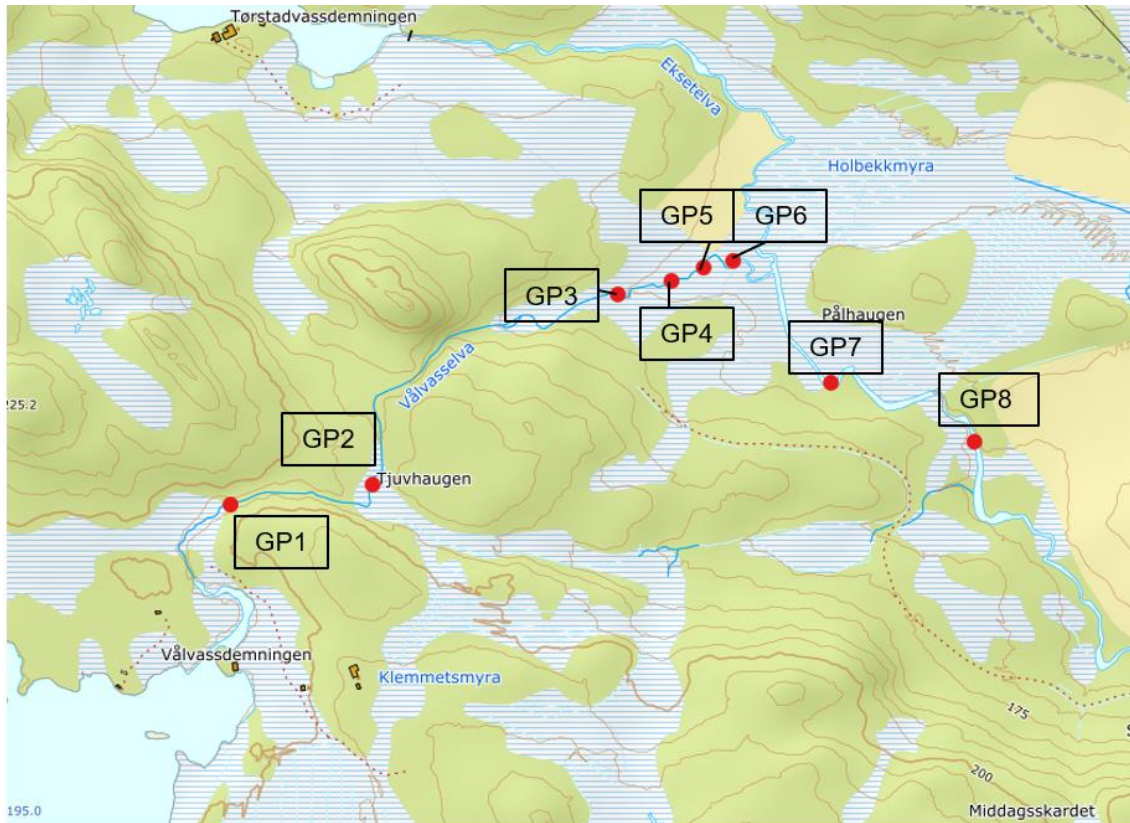 Tørstadvassdemningen
Eksetelva
Holbekkmyra
GP5
GP6
GP3
GP4
Pålhaugen
GP7
Vålvasselva
GP8
225.2
GP2
Tjuvhaugen
GP1
Vålvassdemningen
Klemmetsmyra
175
200
195.0
Middagsskardet